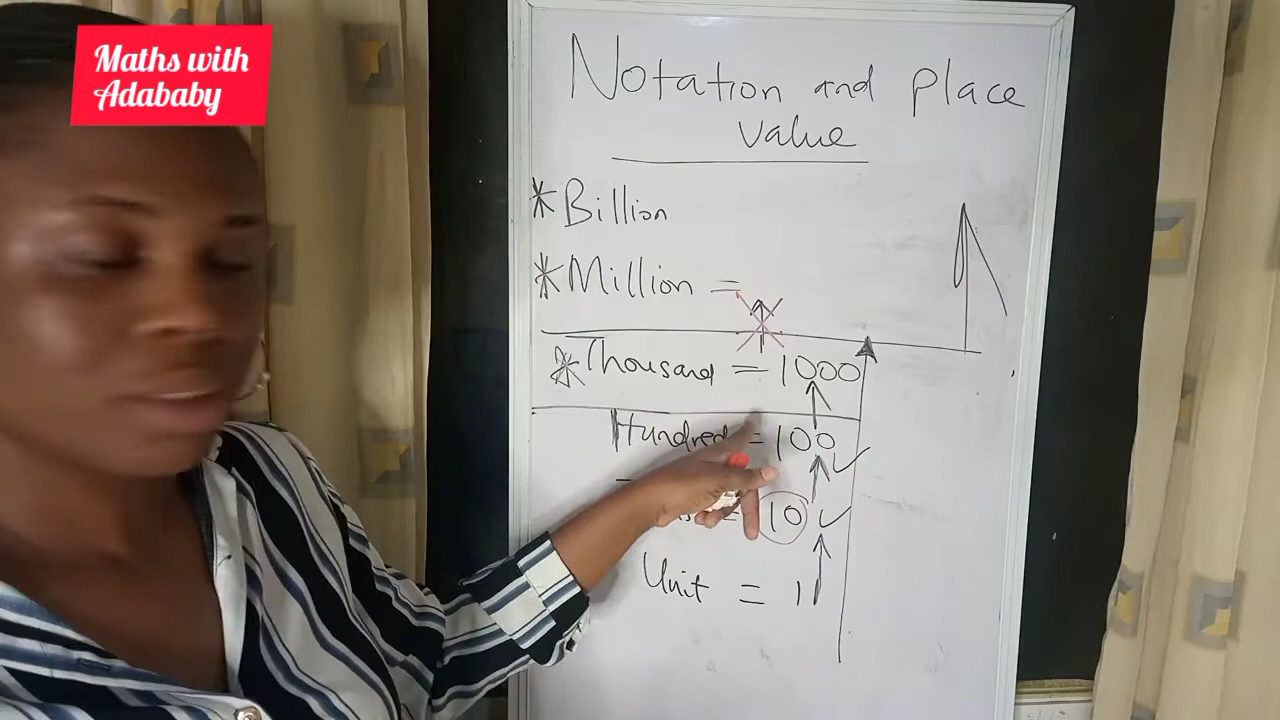 Maths with
Adababy
Notation and place
value
*Billion
*Million =
*Thousand = 1000
Hundred = 100
= 10
Unit = 1